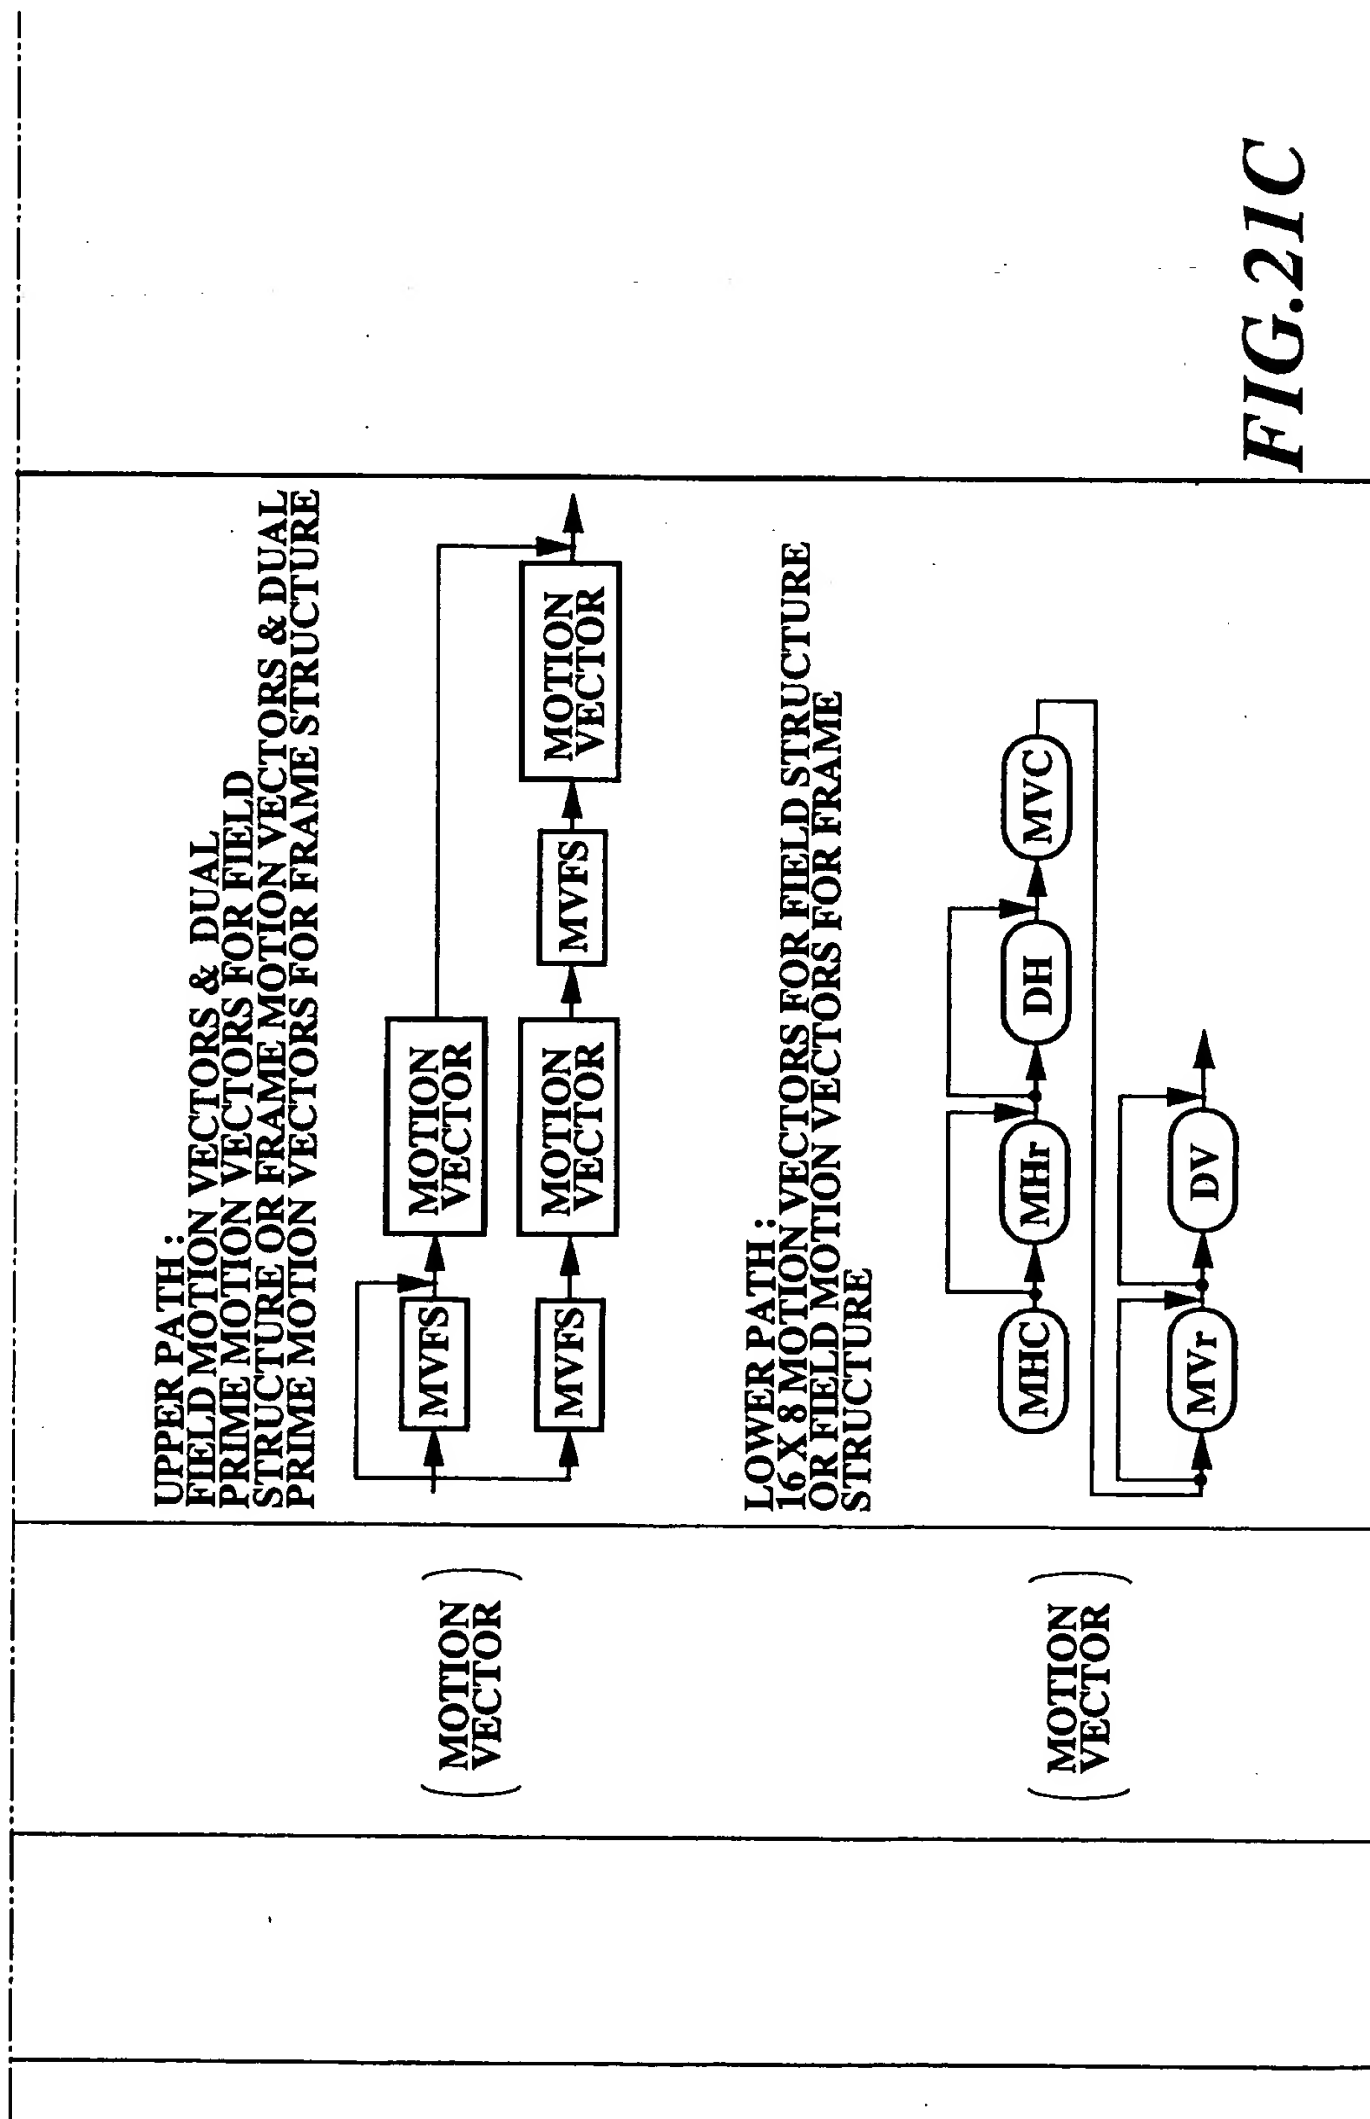 UPPER PATH :
FIELD MOTION VECTORS & DUAL
PRIME MOTION VECTORS FOR FIELD
STRUCTURE OR FRAME MOTION VECTORS & DUAL
PRIME MOTION VECTORS FOR FRAME STRUCTURE
(MOTION
VECTOR)
MVFS
MOTION
VECTOR
MVFS
MOTION
VECTOR
MVFS
MOTION
VECTOR
LOWER PATH :
16 X 8 MOTION VECTORS FOR FIELD STRUCTURE
OR FIELD MOTION VECTORS FOR FRAME
STRUCTURE
(MOTION
VECTOR)
MHC
MHr
DH
MVC
MVr
DV
FIG.21C